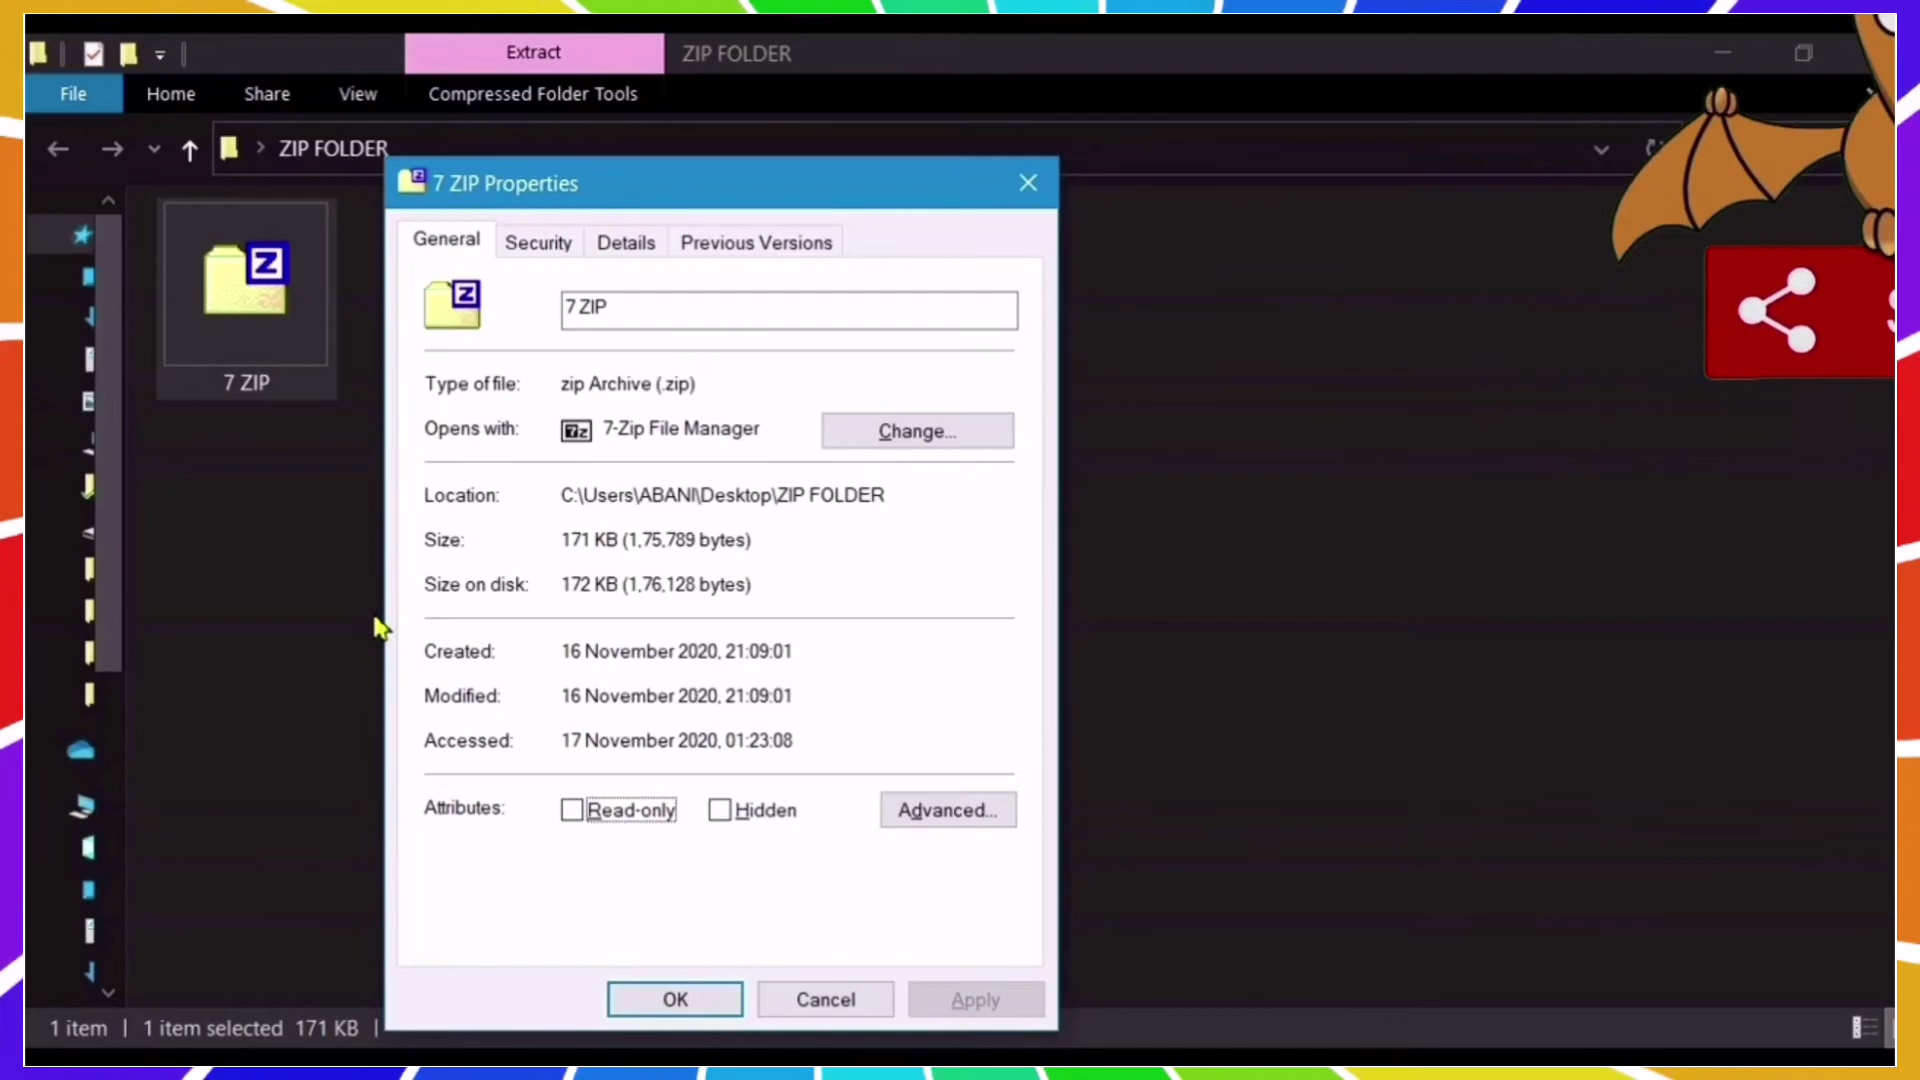 Extract
ZIP FOLDER
File
Home
Share
View
Compressed Folder Tools
ZIP FOLDER
7 ZIP Properties
General
Security
Details
Previous Versions
Z
7 ZIP
Z
7 ZIP
Type of file: zip Archive (.zip)
Opens with: 7z 7-Zip File Manager
Change...
Location: C:\Users\ABANI\Desktop\ZIP FOLDER
Size: 171 KB (1,75,789 bytes)
Size on disk: 172 KB (1,76,128 bytes)
Created: 16 November 2020, 21:09:01
Modified: 16 November 2020, 21:09:01
Accessed: 17 November 2020, 01:23:08
Attributes: Read-only Hidden
Advanced...
OK
Cancel
Apply
1 item | 1 item selected 171 KB |